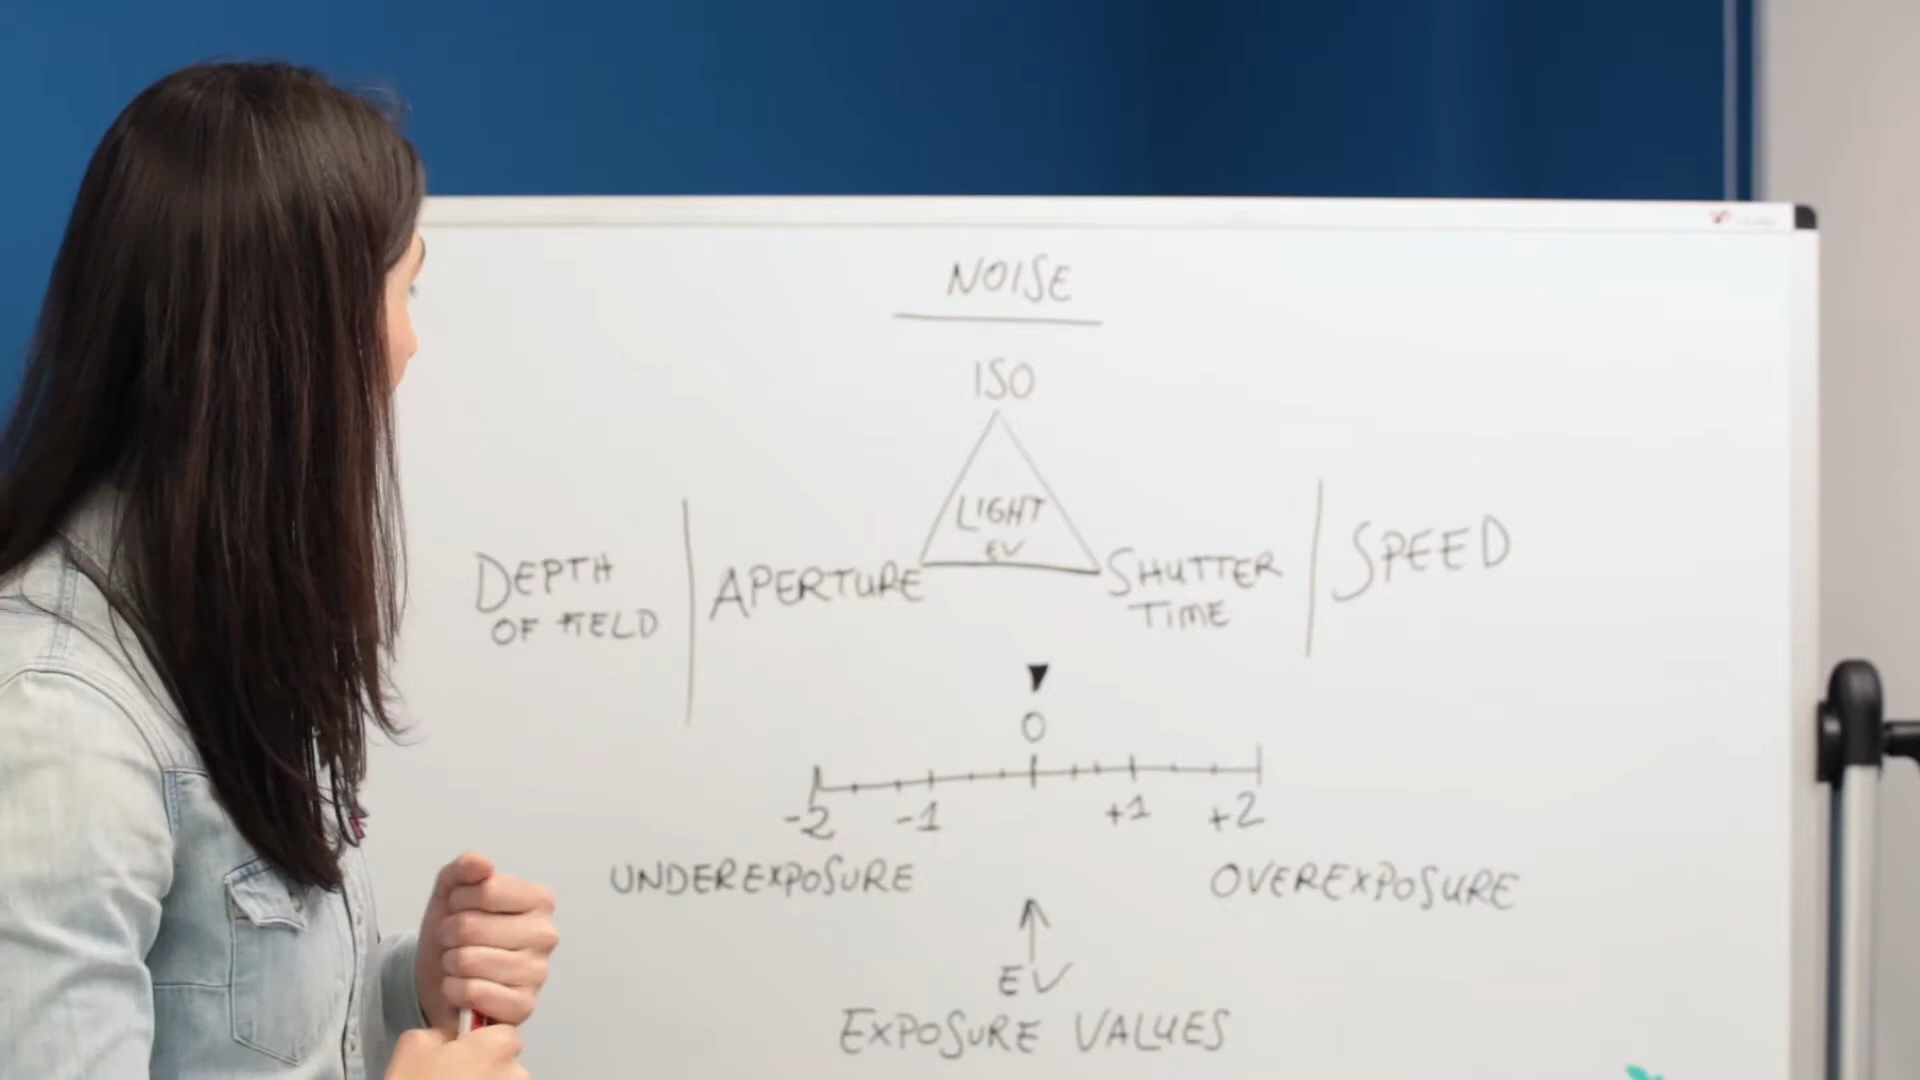 NOISE
ISO
LIGHT
EV
DEPTH
OF FIELD
APERTURE
SHUTTER
TIME
SPEED
0
-2 -1 +1 +2
UNDEREXPOSURE
OVEREXPOSURE
EV
EXPOSURE VALUES